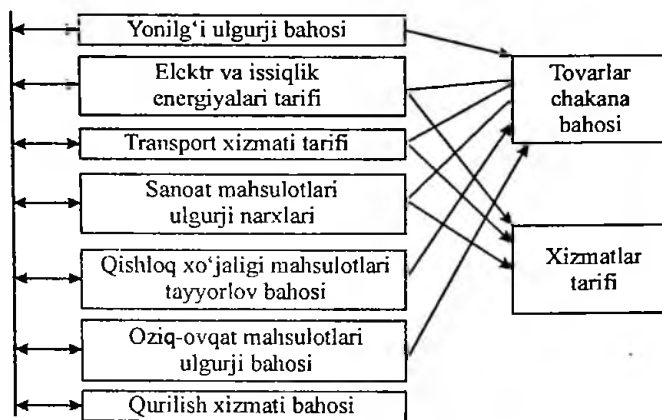 Yonilg‘i ulgurji bahosi
Elektr va issiqlik
energiyalari tarifi
Transport xizmati tarifi
Sanoat mahsulotlari
ulgurji narxlari
Qishloq xo‘jaligi mahsulotlari
tayyorlov bahosi
Oziq-ovqat mahsulotlari
ulgurji bahosi
Qurilish xizmati bahosi
Tovarlar
chakana
bahosi
Xizmatlar
tarifi